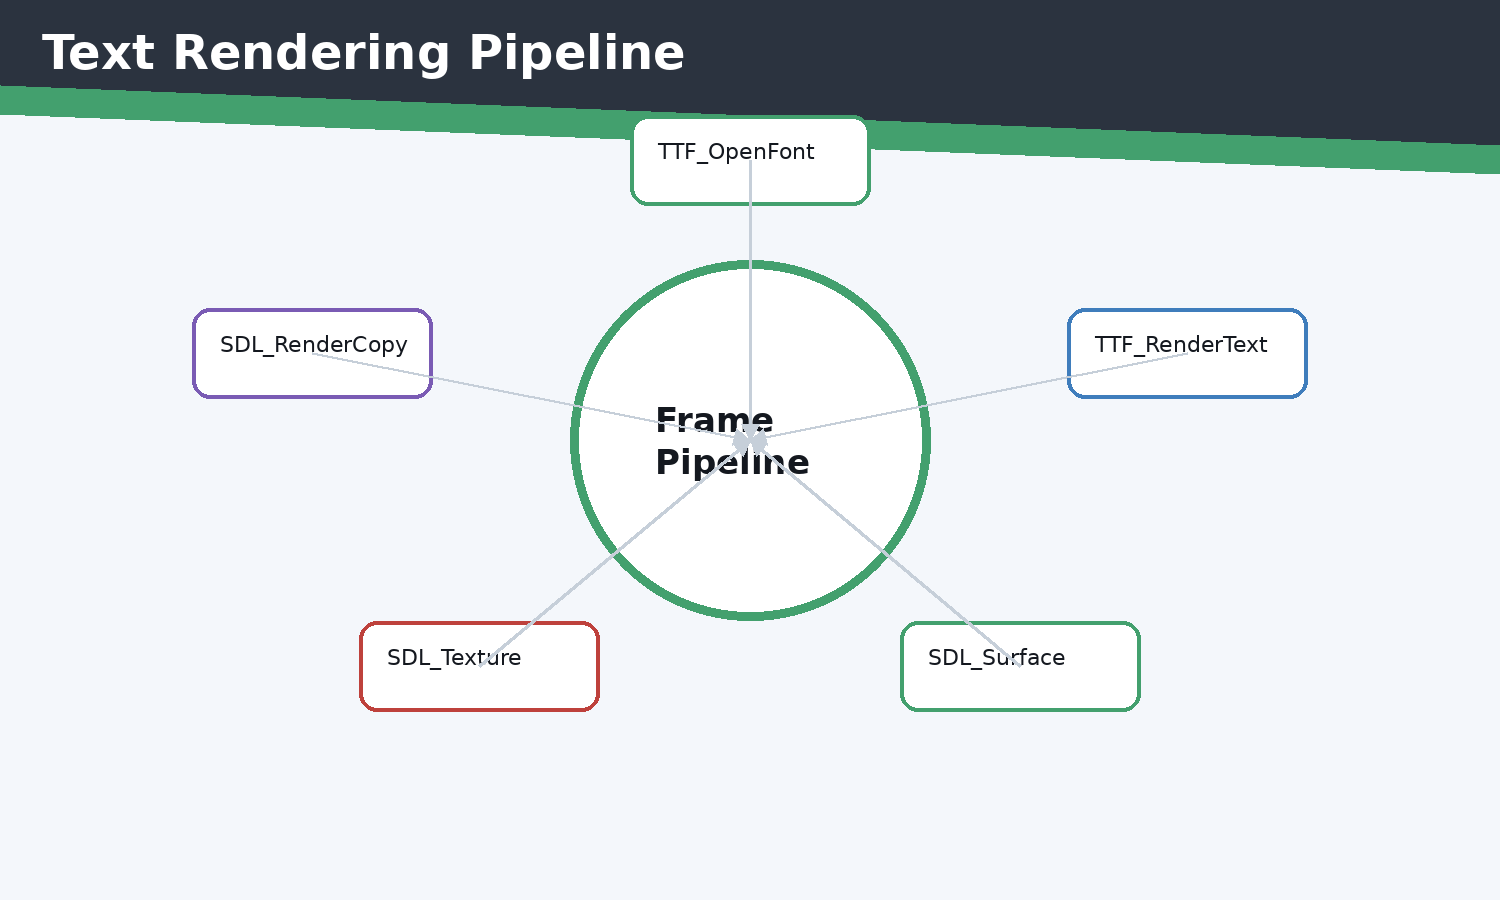 Text Rendering Pipeline
TTF_OpenFont
SDL_RenderCopy
TTF_RenderText
Frame
Pipeline
SDL_Texture
SDL_Surface